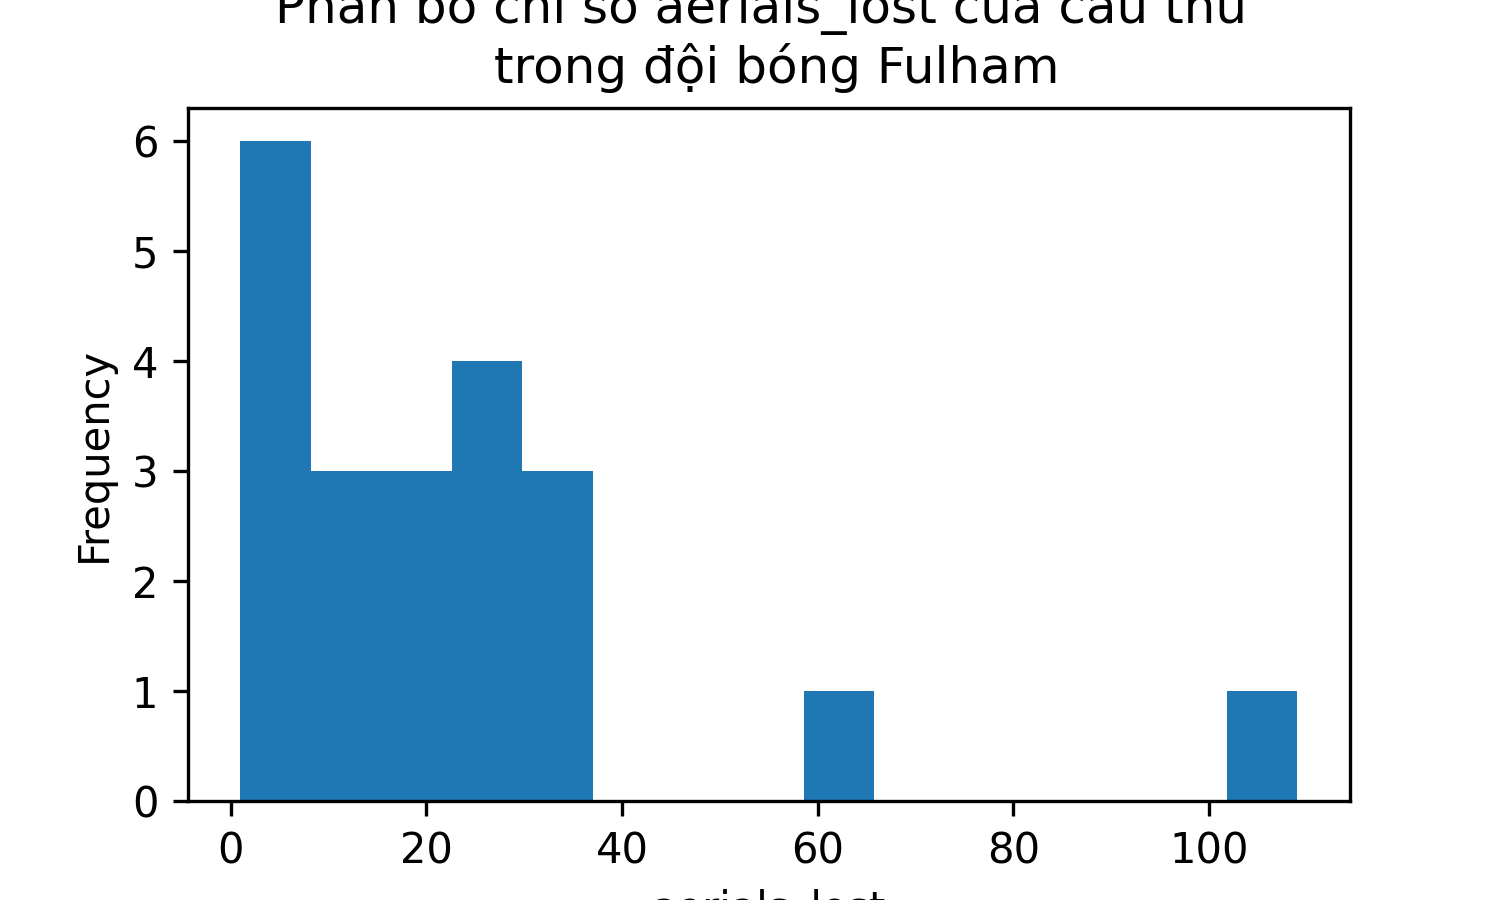 Phân bố chỉ số aerials_lost của cầu thủ
trong đội bóng Fulham
Frequency
6
5
4
3
2
1
0
0 20 40 60 80 100
aerials_lost